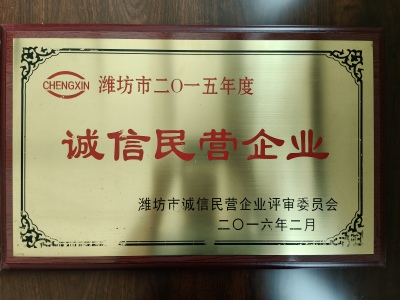 CHENGXIN 潍坊市二〇一五年度
诚信民营企业
潍坊市诚信民营企业评审委员会
二〇一六年二月